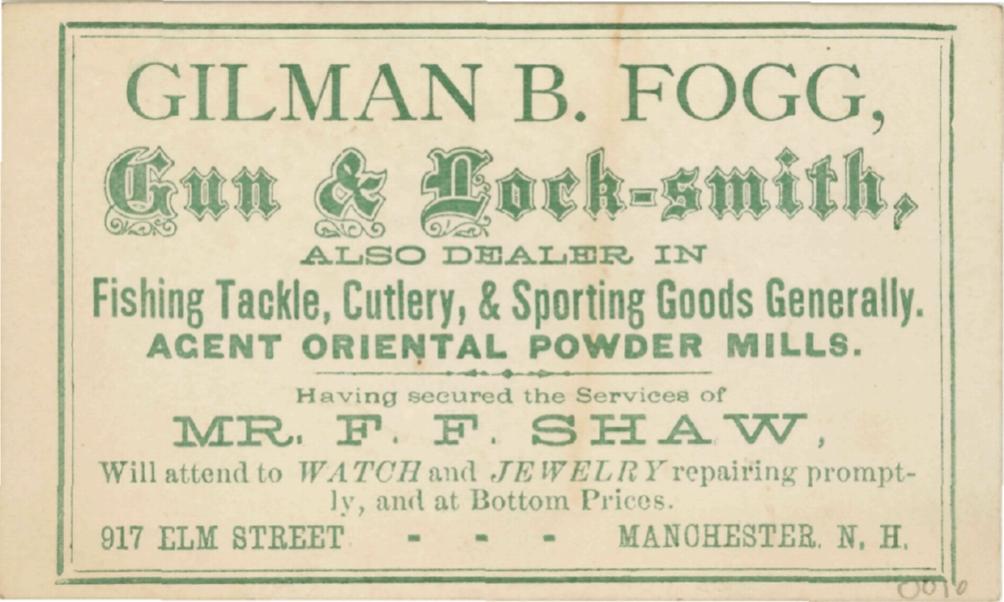 GILMAN B. FOGG,
Gun & Lock-smith,
ALSO DEALER IN
Fishing Tackle, Cutlery, & Sporting Goods Generally.
AGENT ORIENTAL POWDER MILLS.
Having secured the Services of
MR. F. F. SHAW,
Will attend to WATCH and JEWELRY repairing prompt-
ly, and at Bottom Prices.
917 ELM STREET - - - MANCHESTER, N. H.